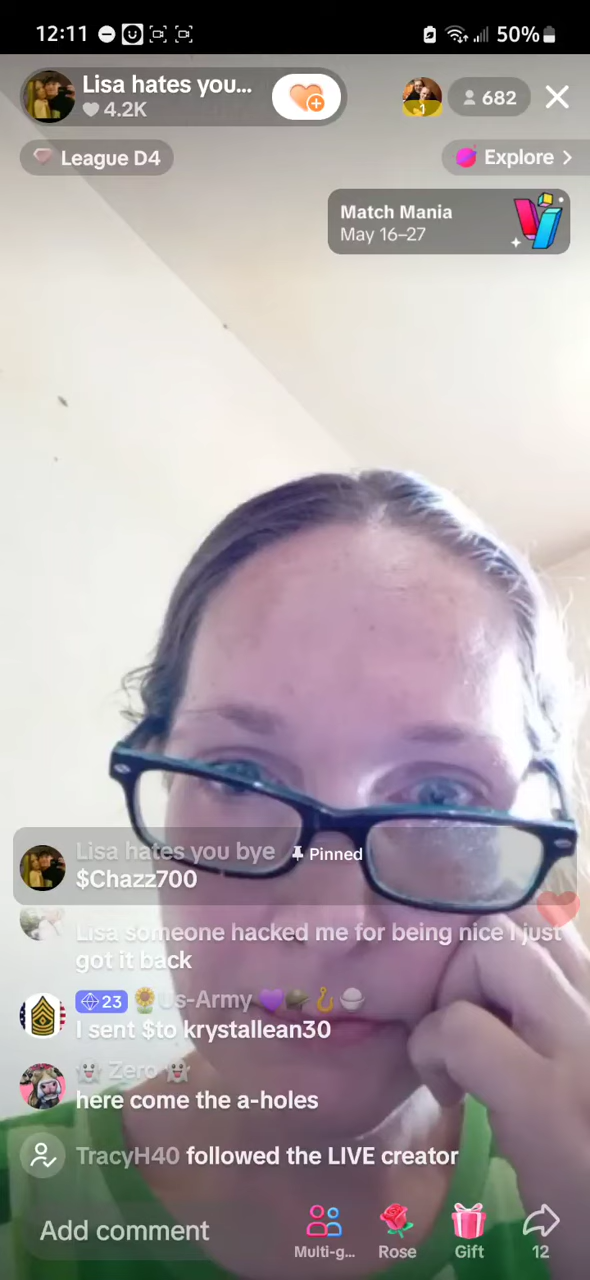 12:11
50%
Lisa hates you...
4.2K
1
682
League D4
Explore >
Match Mania
May 16–27
Lisa hates you bye Pinned
$Chazz700
Lisa someone hacked me for being nice I just
got it back
23 🌻Us-Army 💜🪝
I sent $to krystallean30
👻 Zero 👻
here come the a-holes
TracyH40 followed the LIVE creator
Add comment
Multi-g...
Rose
Gift
12